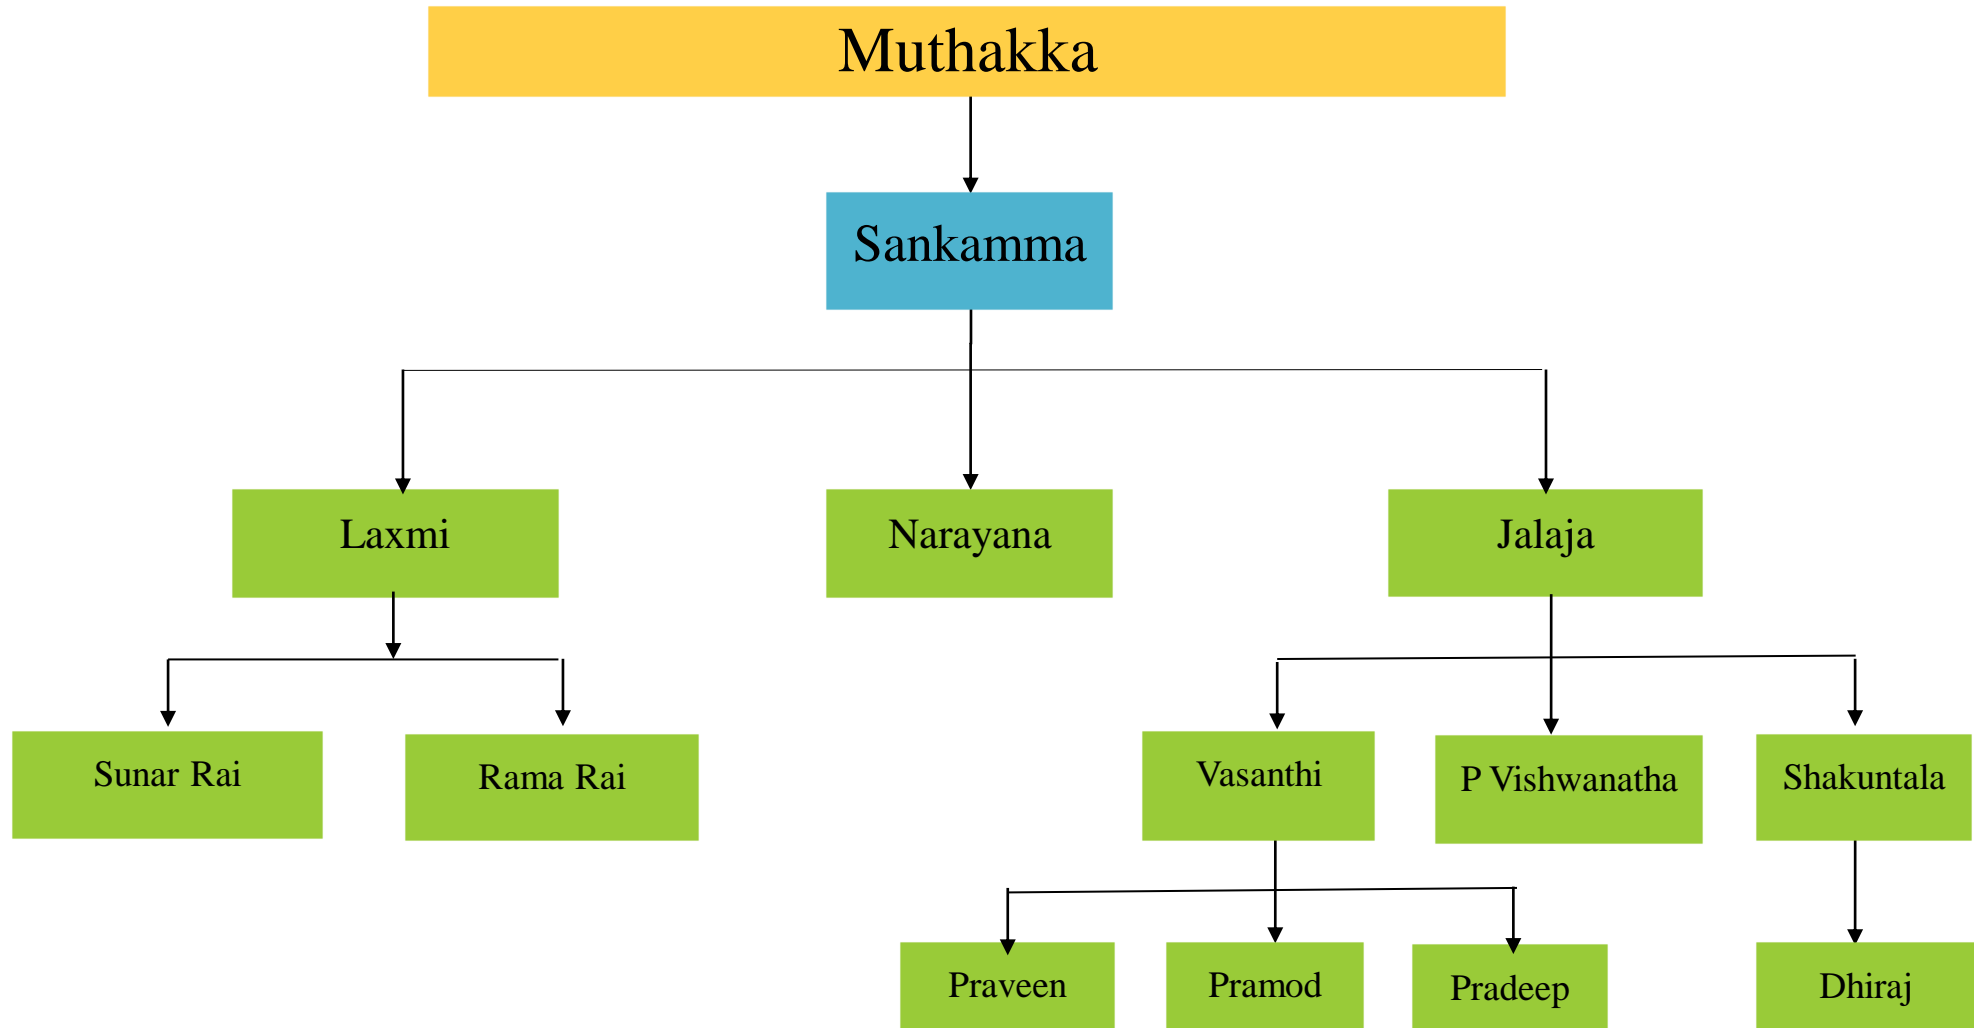 Muthakka
Sankamma
Laxmi
Narayana
Jalaja
Sunar Rai
Rama Rai
Vasanthi
P Vishwanatha
Shakuntala
Praveen
Pramod
Pradeep
Dhiraj